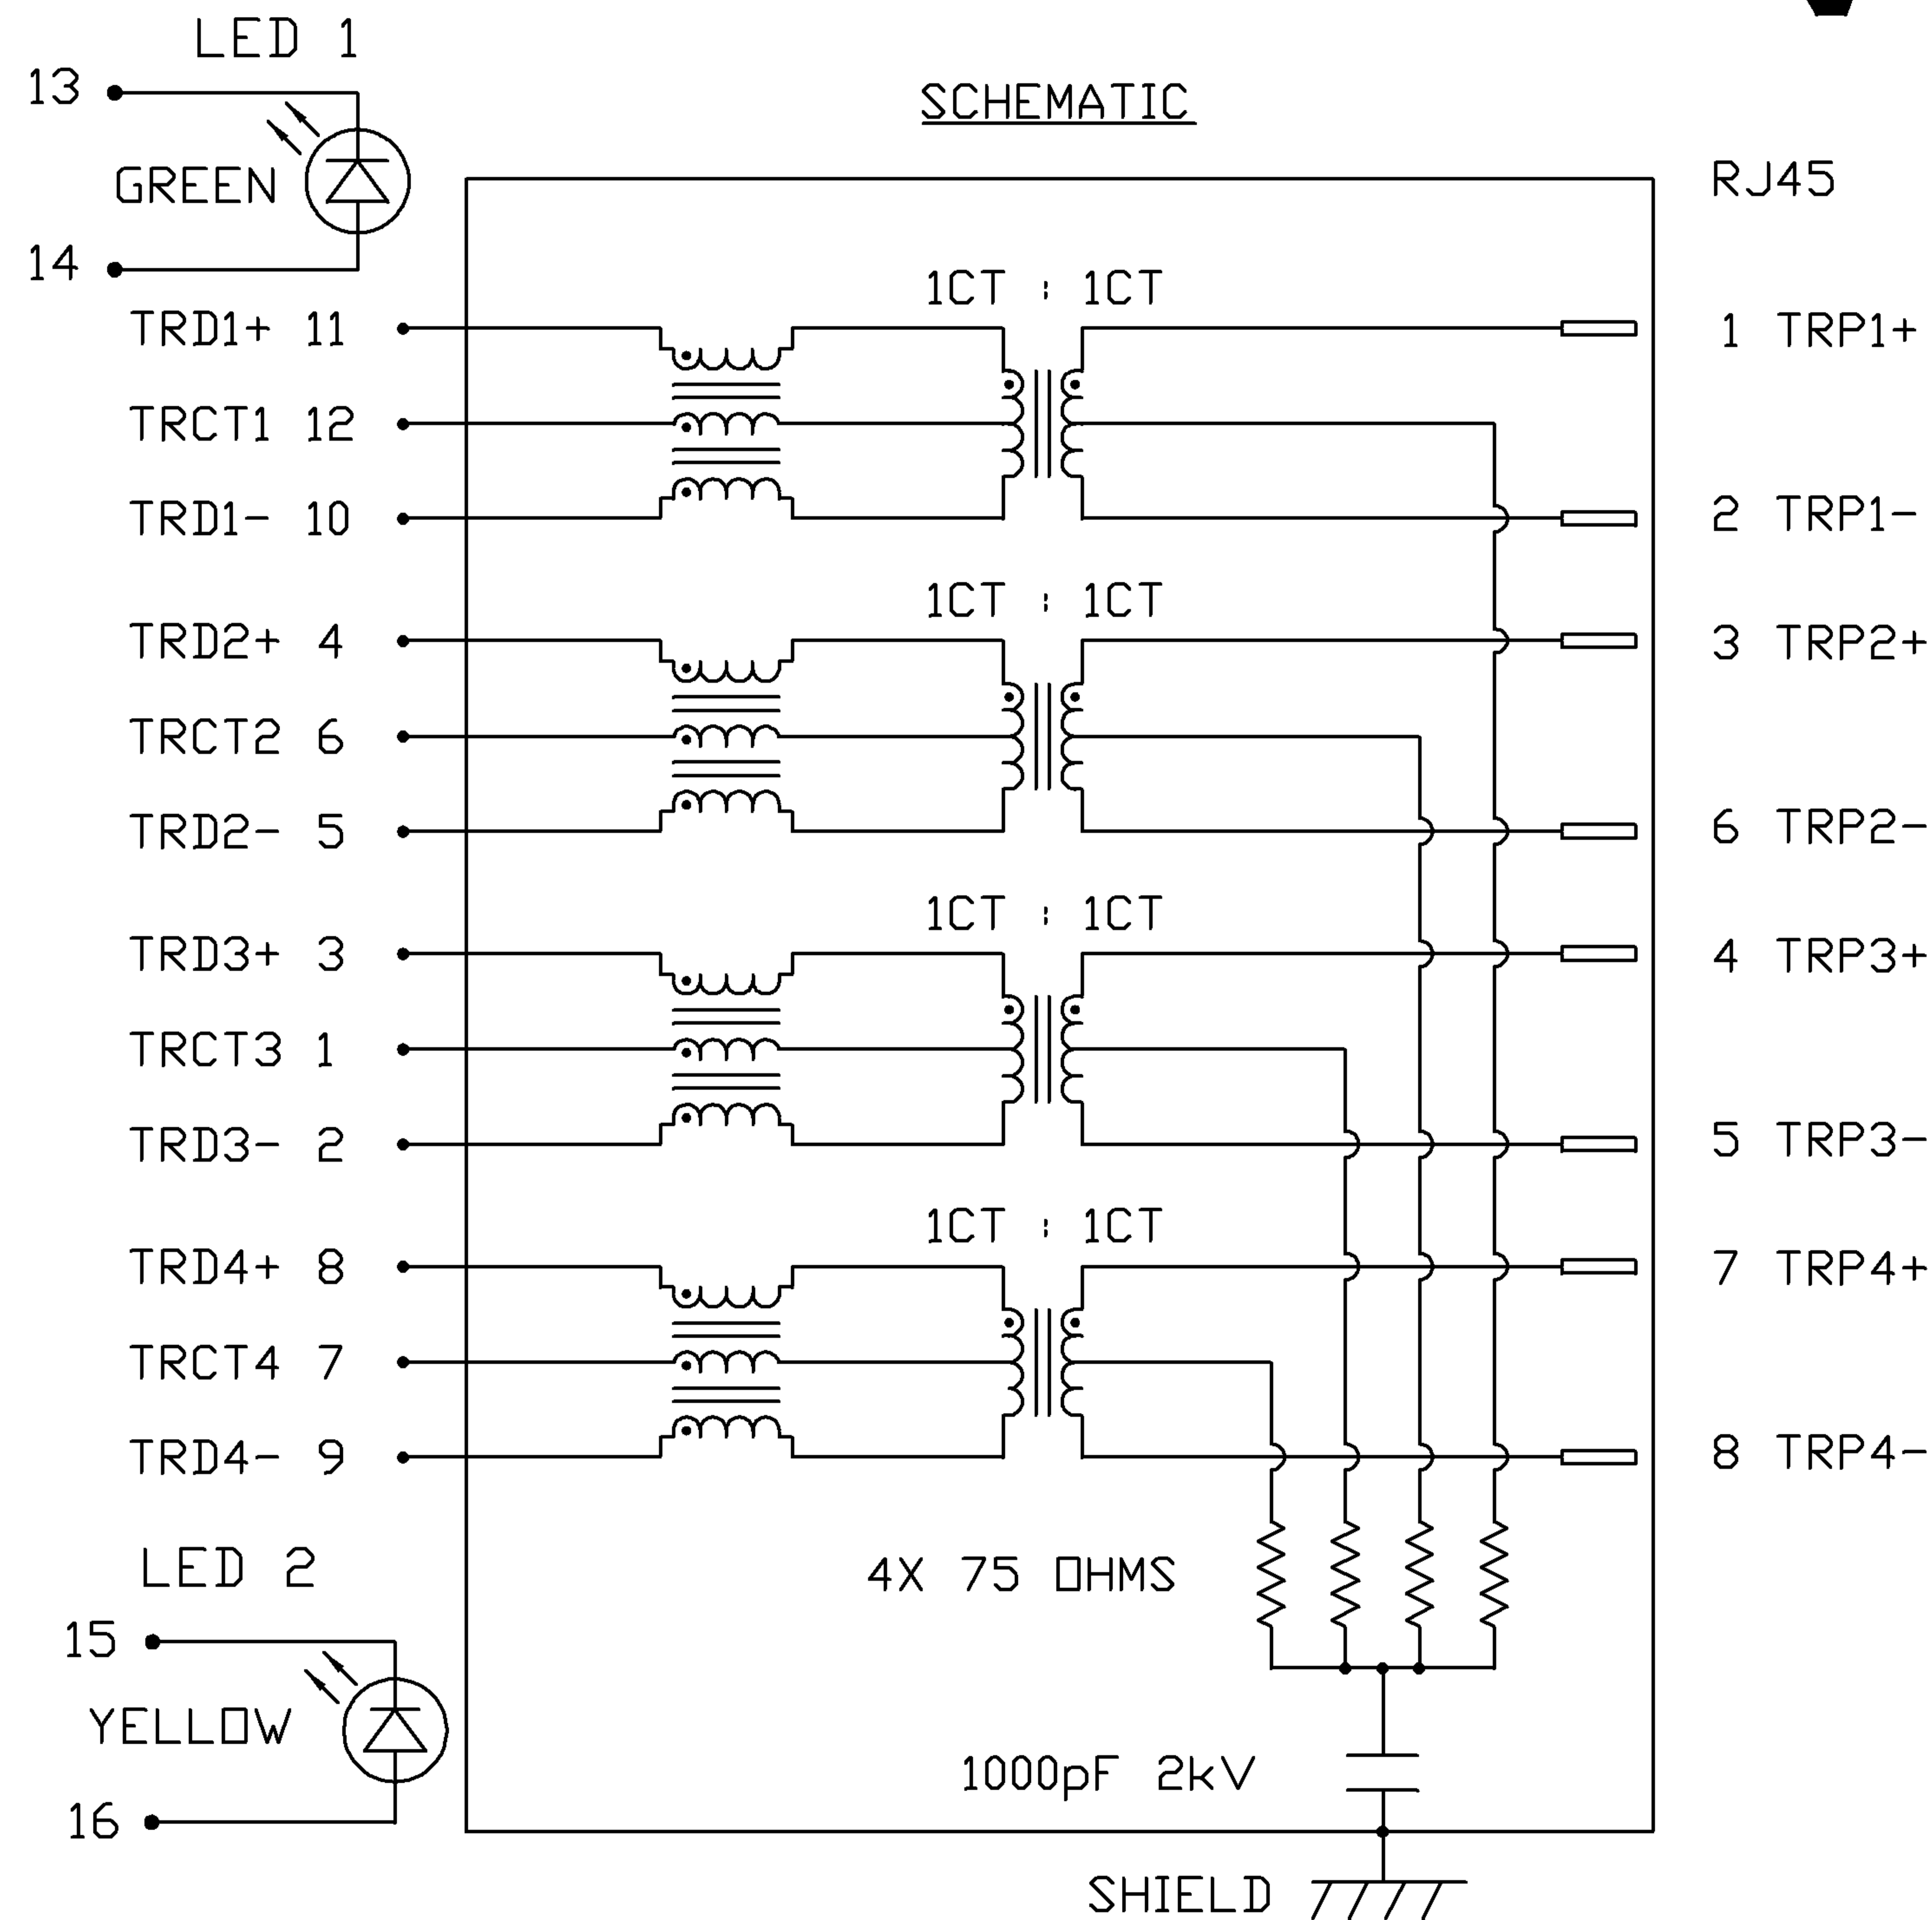 LED 1
13
SCHEMATIC
GREEN
RJ45
14
1CT : 1CT
TRD1+ 11
1 TRP1+
TRCT1 12
TRD1- 10
2 TRP1-
1CT : 1CT
TRD2+ 4
3 TRP2+
TRCT2 6
TRD2- 5
6 TRP2-
1CT : 1CT
TRD3+ 3
4 TRP3+
TRCT3 1
TRD3- 2
5 TRP3-
1CT : 1CT
TRD4+ 8
7 TRP4+
TRCT4 7
TRD4- 9
8 TRP4-
LED 2
4X 75 OHMS
15
YELLOW
1000pF 2kV
16
SHIELD